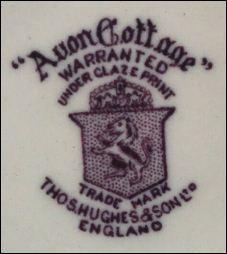 "Avon Cottage"
WARRANTED
UNDER GLAZE PRINT
TRADE MARK
THOS. HUGHES & SON LTD
ENGLAND